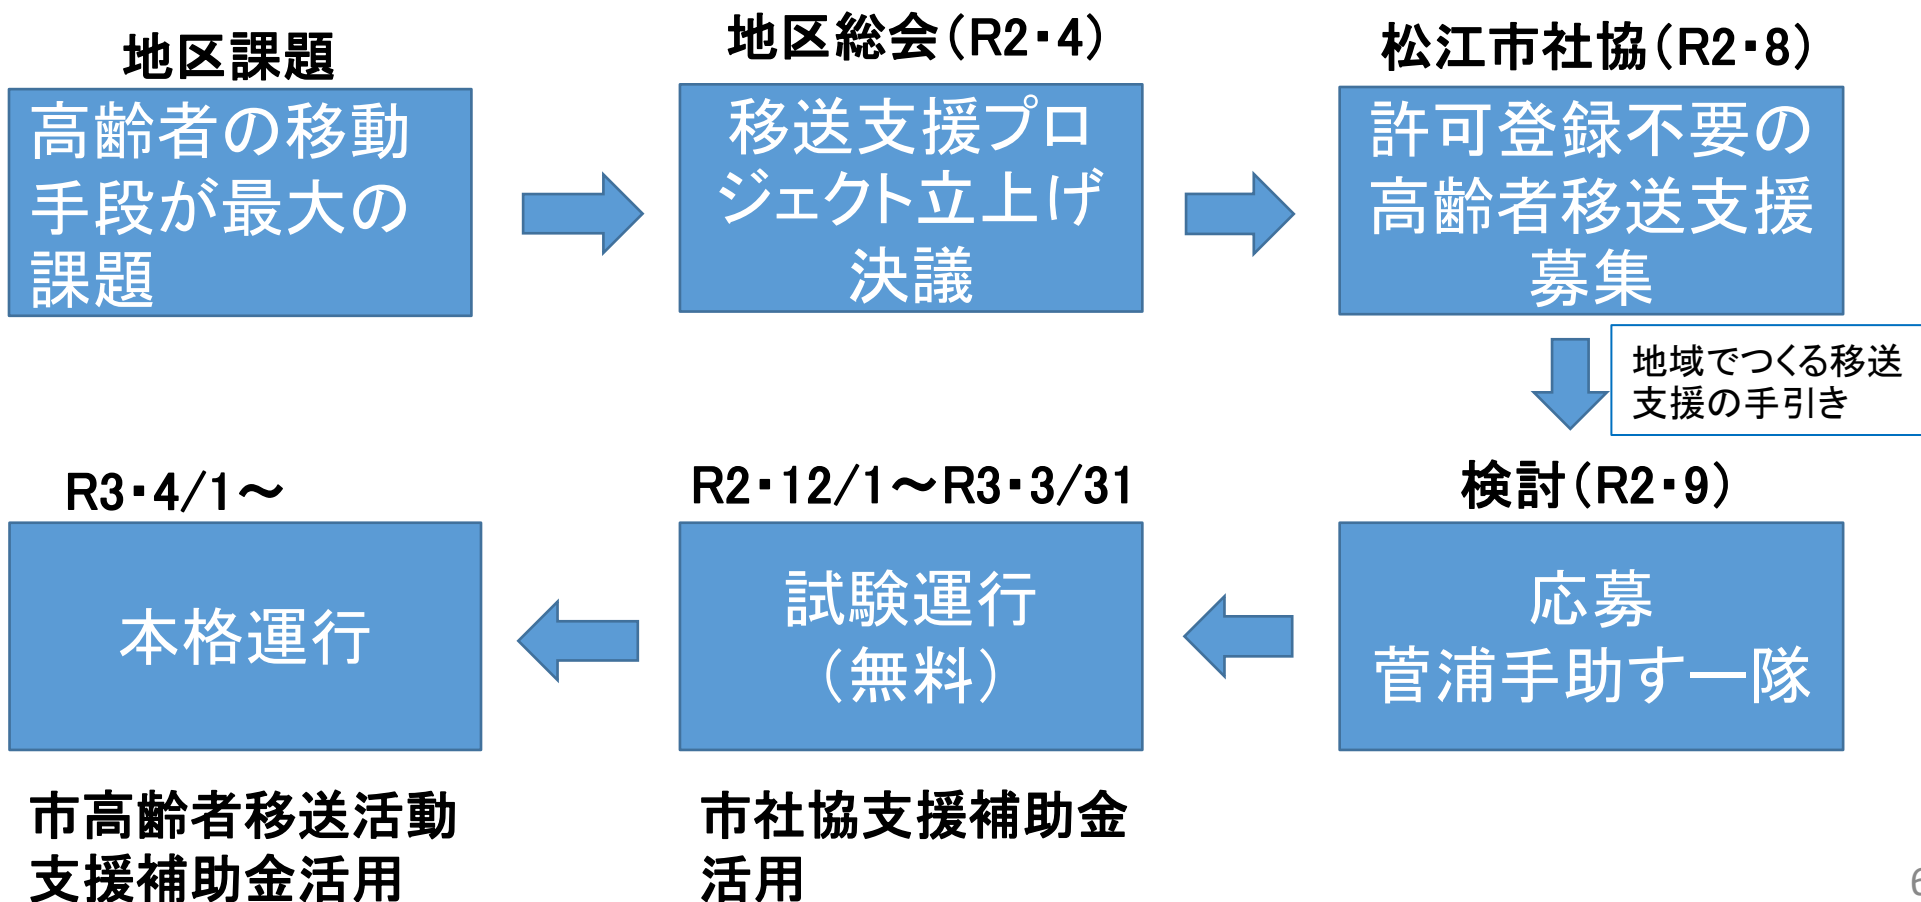 地区課題
高齢者の移動
手段が最大の
課題
地区総会(R2・4)
移送支援プロ
ジェクト立上げ
決議
松江市社協(R2・8)
許可登録不要の
高齢者移送支援
募集
地域でつくる移送
支援の手引き
検討(R2・9)
応募
菅浦手助すー隊
R2・12/1～R3・3/31
試験運行
(無料)
市社協支援補助金
活用
R3・4/1～
本格運行
市高齢者移送活動
支援補助金活用
6